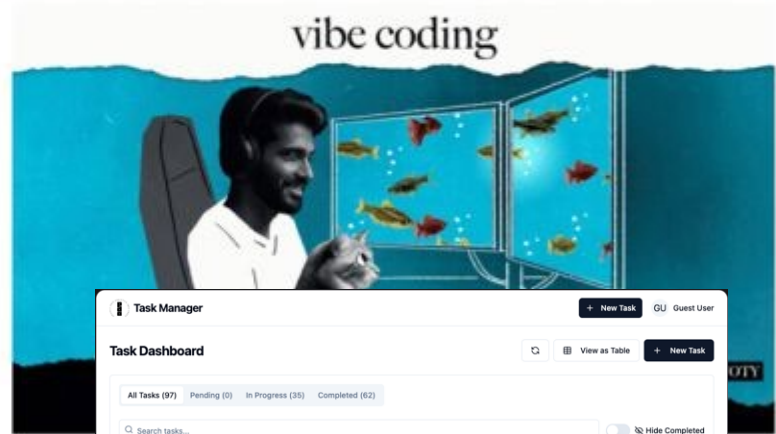 vibe coding
Task Manager
+ New Task
GU Guest User
Task Dashboard
View as Table
+ New Task
OTY
All Tasks (97) Pending (0) In Progress (35) Completed (62)
Search tasks...
Hide Completed